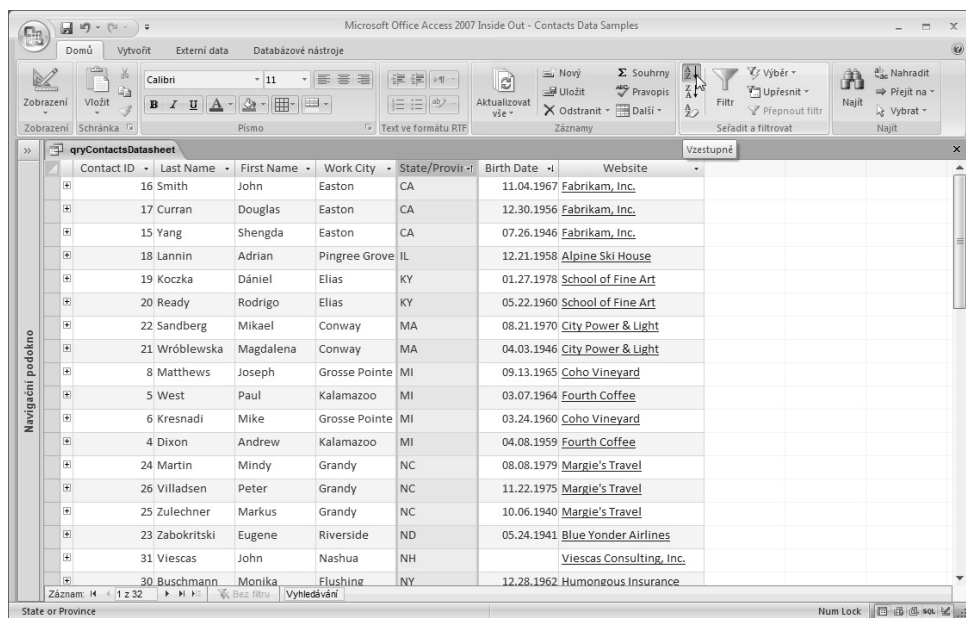 Microsoft Office Access 2007 Inside Out - Contacts Data Samples
Domů Vytvořit Externí data Databázové nástroje
Zobrazení
Vložit
Calibri 11
B I U A
Aktualizovat vše
Nový
Uložit
Odstranit
Σ Souhrny
Pravopis
Další
Filtr
Výběr
Upřesnit
Přepnout filtr
Najít
Nahradit
Přejít na
Vybrat
Zobrazení Schránka Písmo Text ve formátu RTF Záznamy Seřadit a filtrovat Najít
Vzestupně
qryContactsDatasheet
Navigační podokno
Contact ID Last Name First Name Work City State/Provin Birth Date Website
16 Smith John Easton CA 11.04.1967 Fabrikam, Inc.
17 Curran Douglas Easton CA 12.30.1956 Fabrikam, Inc.
15 Yang Shengda Easton CA 07.26.1946 Fabrikam, Inc.
18 Lannin Adrian Pingree Grove IL 12.21.1958 Alpine Ski House
19 Koczka Dániel Elias KY 01.27.1978 School of Fine Art
20 Ready Rodrigo Elias KY 05.22.1960 School of Fine Art
22 Sandberg Mikael Conway MA 08.21.1970 City Power & Light
21 Wróblewska Magdalena Conway MA 04.03.1946 City Power & Light
8 Matthews Joseph Grosse Pointe MI 09.13.1965 Coho Vineyard
5 West Paul Kalamazoo MI 03.07.1964 Fourth Coffee
6 Kresnadi Mike Grosse Pointe MI 03.24.1960 Coho Vineyard
4 Dixon Andrew Kalamazoo MI 04.08.1959 Fourth Coffee
24 Martin Mindy Grandy NC 08.08.1979 Margie's Travel
26 Villadsen Peter Grandy NC 11.22.1975 Margie's Travel
25 Zulechner Markus Grandy NC 10.06.1940 Margie's Travel
23 Zabokritski Eugene Riverside ND 05.24.1941 Blue Yonder Airlines
31 Viescas John Nashua NH Viescas Consulting, Inc.
30 Buschmann Monika Flushing NY 12.28.1962 Humongous Insurance
Záznam: 1 z 32 Bez filtru Vyhledávání
State or Province Num Lock SQL